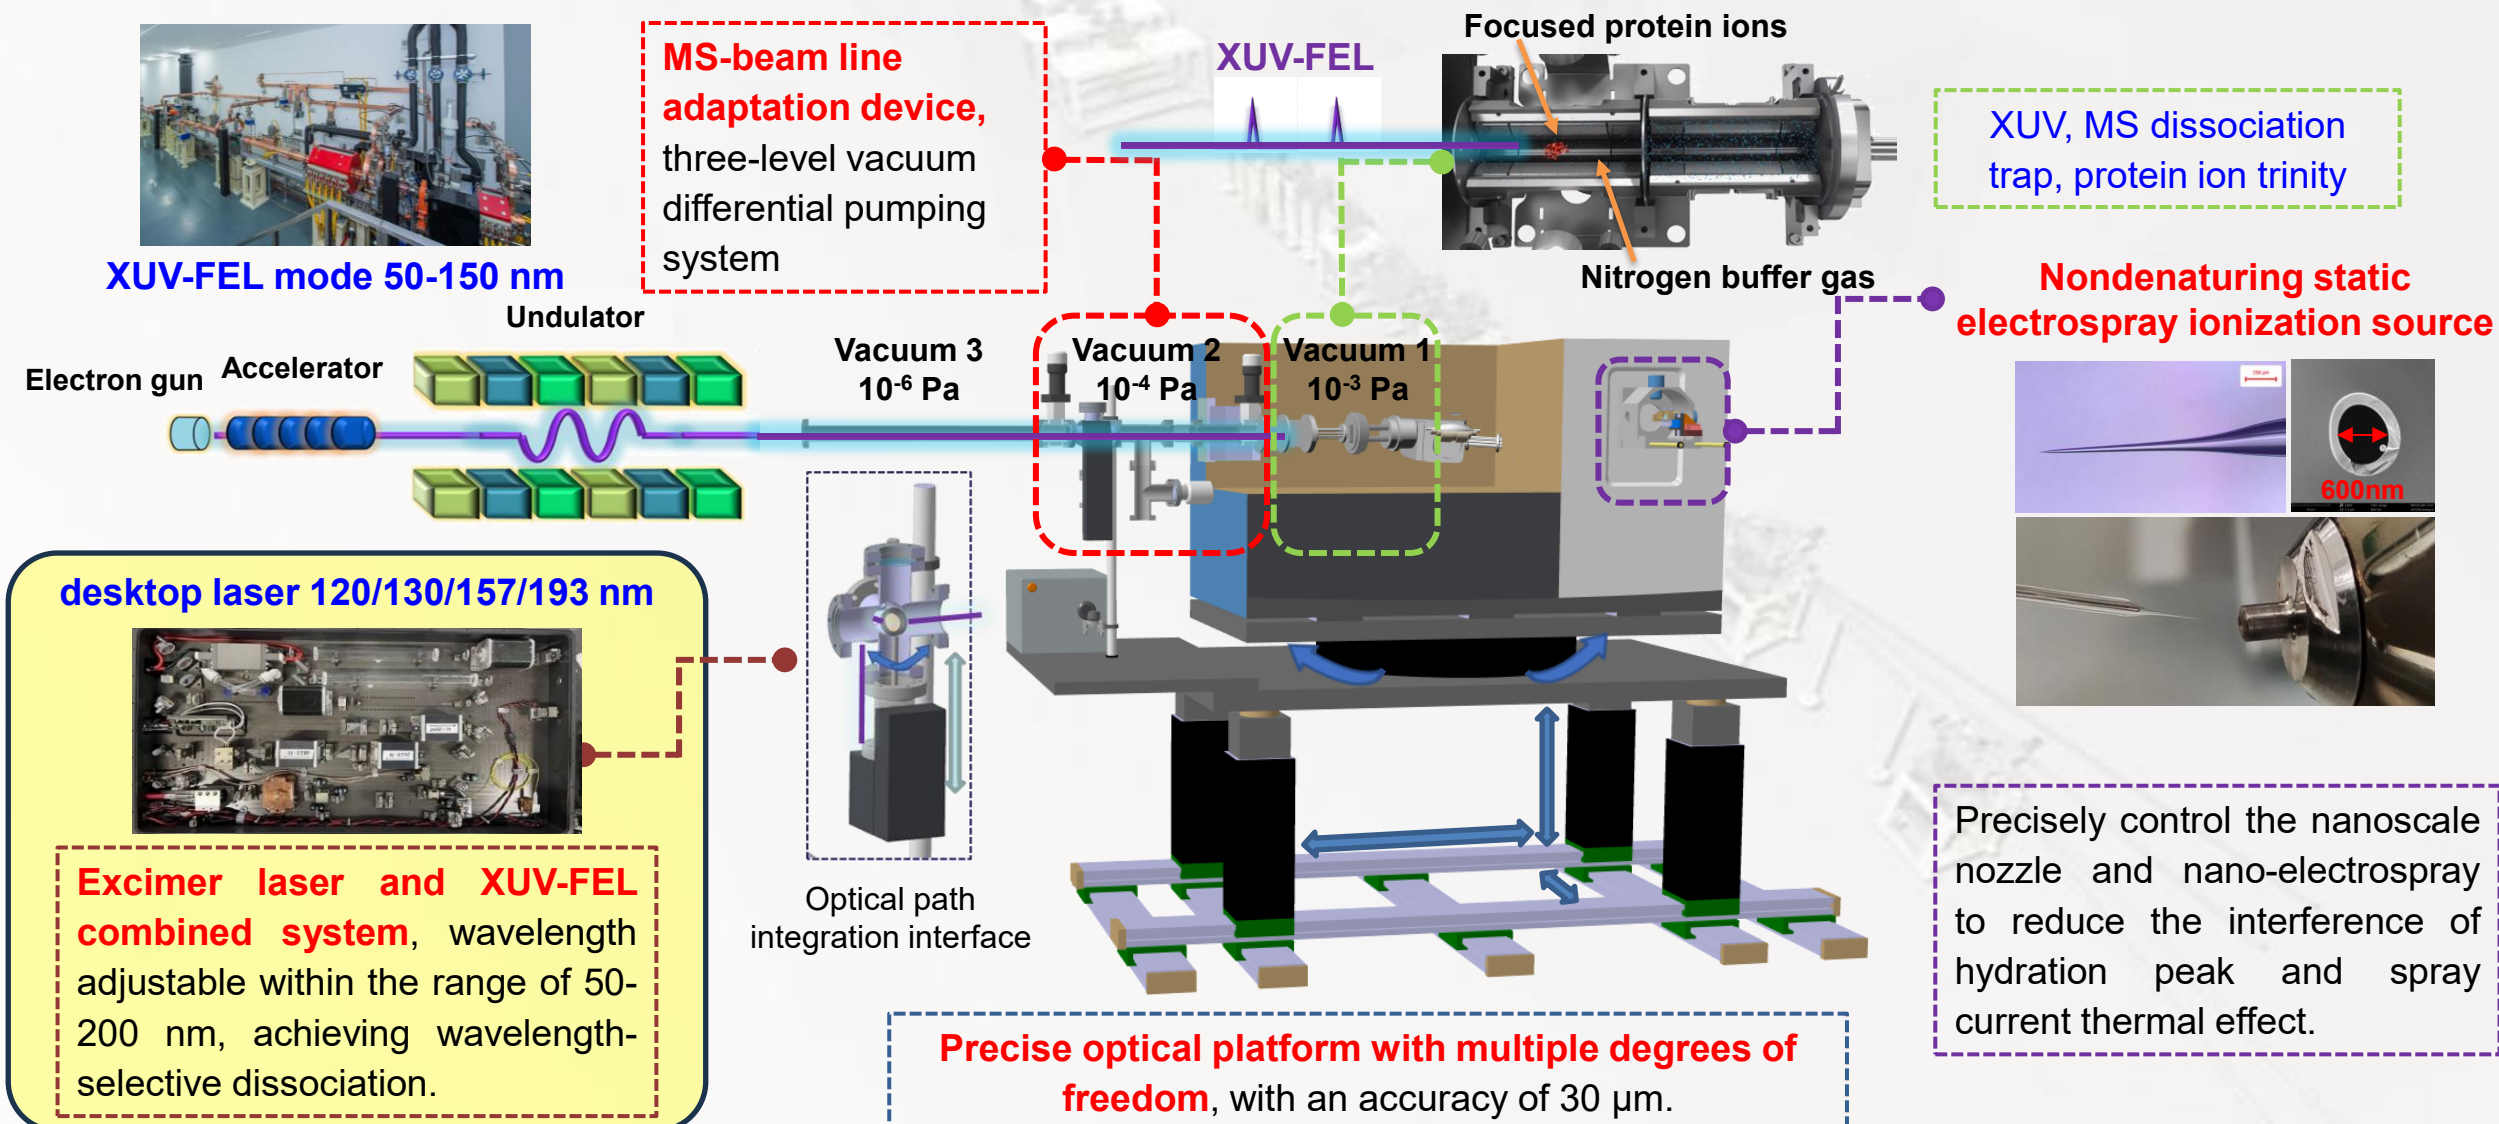 XUV-FEL mode 50-150 nm
MS-beam line
adaptation device,
three-level vacuum
differential pumping
system
XUV-FEL
Focused protein ions
Nitrogen buffer gas
XUV, MS dissociation
trap, protein ion trinity
Nondenaturing static
electrospray ionization source
600nm
Electron gun
Accelerator
Undulator
Vacuum 3
10⁻⁶ Pa
Vacuum 2
10⁻⁴ Pa
Vacuum 1
10⁻³ Pa
desktop laser 120/130/157/193 nm
Excimer laser and XUV-FEL
combined system, wavelength
adjustable within the range of 50-
200 nm, achieving wavelength-
selective dissociation.
Optical path
integration interface
Precise optical platform with multiple degrees of
freedom, with an accuracy of 30 μm.
Precisely control the nanoscale
nozzle and nano-electrospray
to reduce the interference of
hydration peak and spray
current thermal effect.